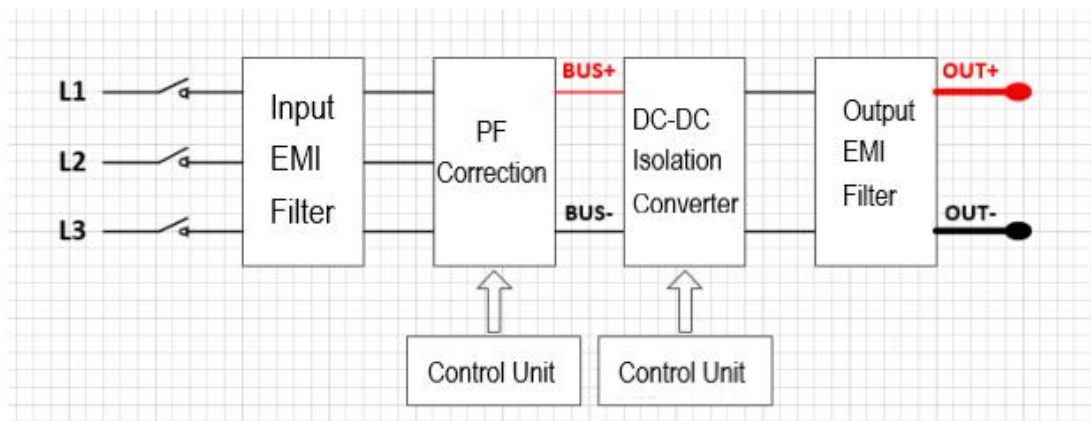 L1
L2
L3
Input
EMI
Filter
PF
Correction
BUS+
BUS-
DC-DC
Isolation
Converter
Output
EMI
Filter
OUT+
OUT-
Control Unit
Control Unit